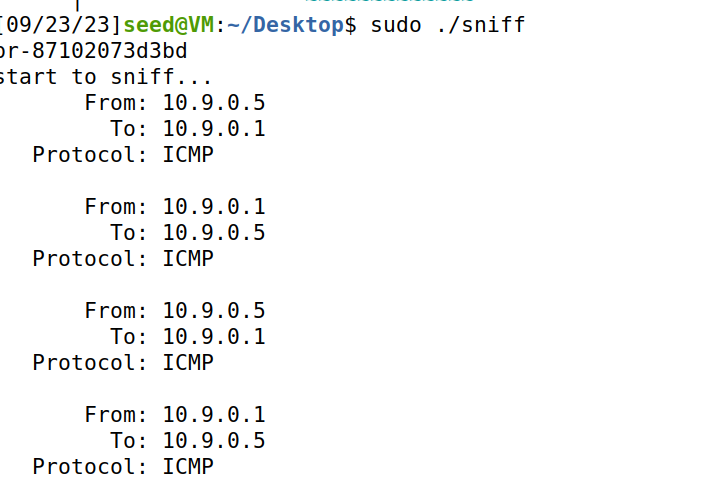 [09/23/23]seed@VM:~/Desktop$ sudo ./sniff
br-87102073d3bd
start to sniff...
From: 10.9.0.5
To: 10.9.0.1
Protocol: ICMP
From: 10.9.0.1
To: 10.9.0.5
Protocol: ICMP
From: 10.9.0.5
To: 10.9.0.1
Protocol: ICMP
From: 10.9.0.1
To: 10.9.0.5
Protocol: ICMP